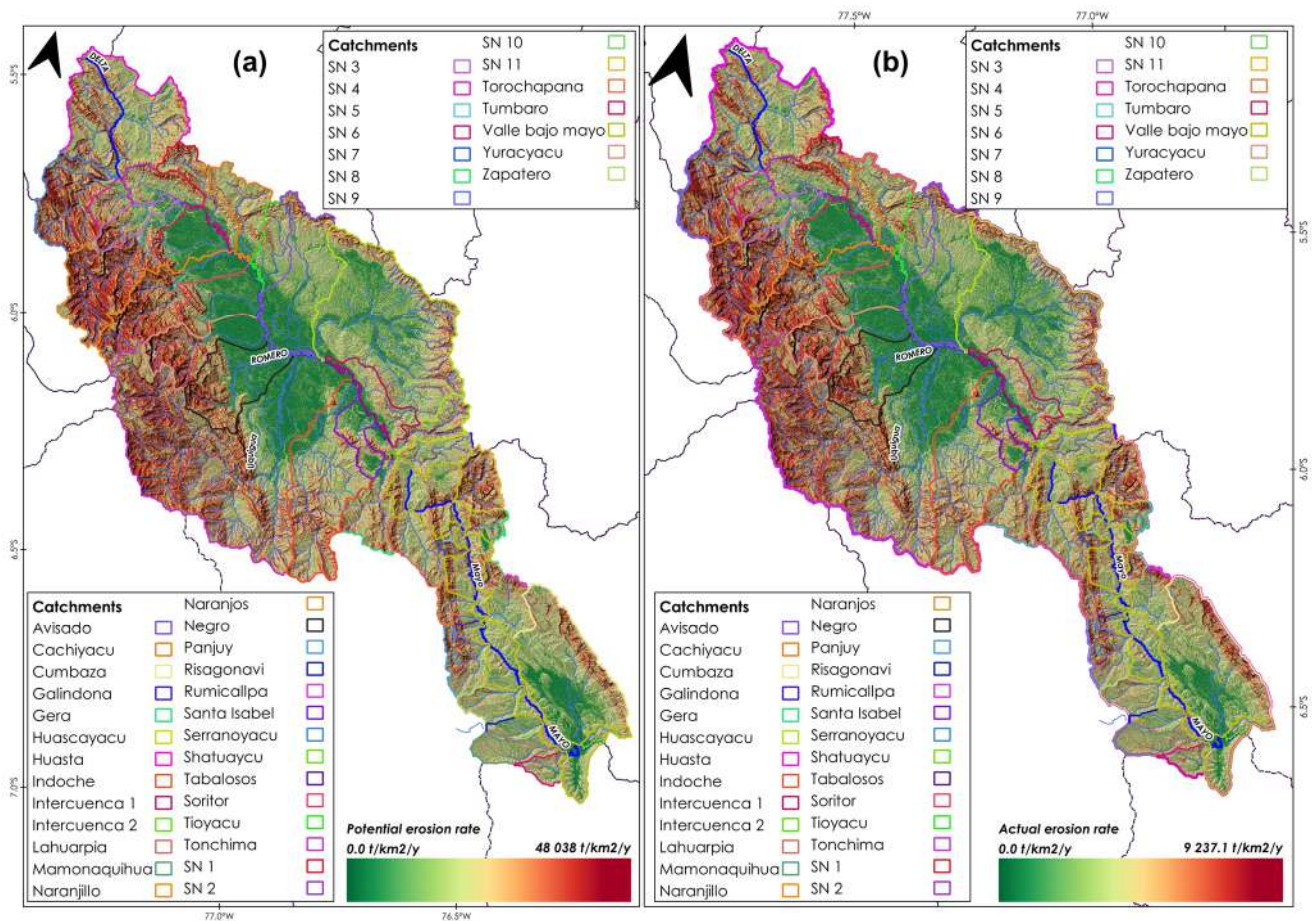 77.5°W
77.0°W
(a)
Catchments
SN 3
SN 4
SN 5
SN 6
SN 7
SN 8
SN 9
SN 10
SN 11
Torochapana
Tumbaro
Valle bajo mayo
Yuracyacu
Zapatero
DELTA
ROMERO
Mayo
MAYO
5.5°S
6.0°S
6.5°S
7.0°S
77.0°W
76.5°W
Catchments
Avisado
Cachiyacu
Cumbaza
Galindona
Gera
Huascayacu
Huasta
Indoche
Intercuenca 1
Intercuenca 2
Lahuarpia
Mamonaquihua
Naranjillo
Naranjos
Negro
Panjuy
Risagonavi
Rumicallpa
Santa Isabel
Serranoyacu
Shatuaycu
Tabalosos
Soritor
Tioyacu
Tonchima
SN 1
SN 2
Potential erosion rate
0.0 t/km2/y
48 038 t/km2/y
(b)
Catchments
SN 3
SN 4
SN 5
SN 6
SN 7
SN 8
SN 9
SN 10
SN 11
Torochapana
Tumbaro
Valle bajo mayo
Yuracyacu
Zapatero
DELTA
ROMERO
Mayo
MAYO
5.5°S
6.0°S
6.5°S
Catchments
Avisado
Cachiyacu
Cumbaza
Galindona
Gera
Huascayacu
Huasta
Indoche
Intercuenca 1
Intercuenca 2
Lahuarpia
Mamonaquihua
Naranjillo
Naranjos
Negro
Panjuy
Risagonavi
Rumicallpa
Santa Isabel
Serranoyacu
Shatuaycu
Tabalosos
Soritor
Tioyacu
Tonchima
SN 1
SN 2
Actual erosion rate
0.0 t/km2/y
9 237.1 t/km2/y